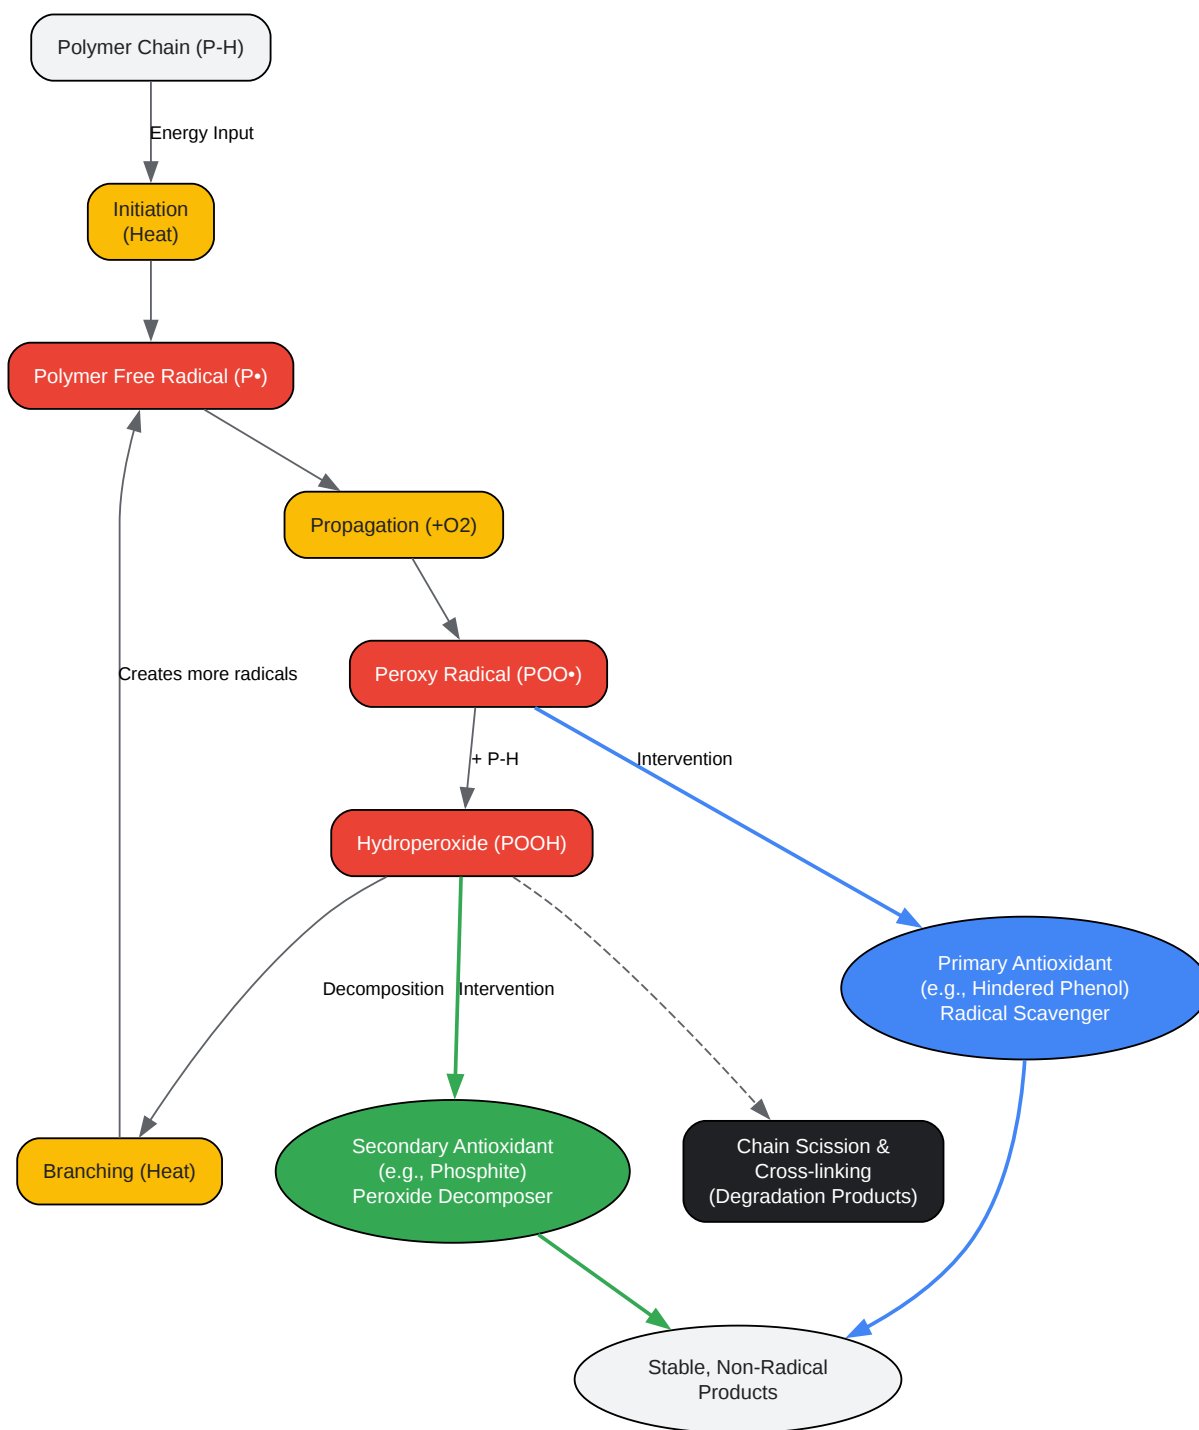 Polymer Chain (P-H)
Energy Input
Initiation
(Heat)
Polymer Free Radical (P•)
Propagation (+O2)
Creates more radicals
Peroxy Radical (POO•)
+ P-H
Intervention
Hydroperoxide (POOH)
Primary Antioxidant
(e.g., Hindered Phenol)
Radical Scavenger
Decomposition
Intervention
Branching (Heat)
Secondary Antioxidant
(e.g., Phosphite)
Peroxide Decomposer
Chain Scission &
Cross-linking
(Degradation Products)
Stable, Non-Radical
Products